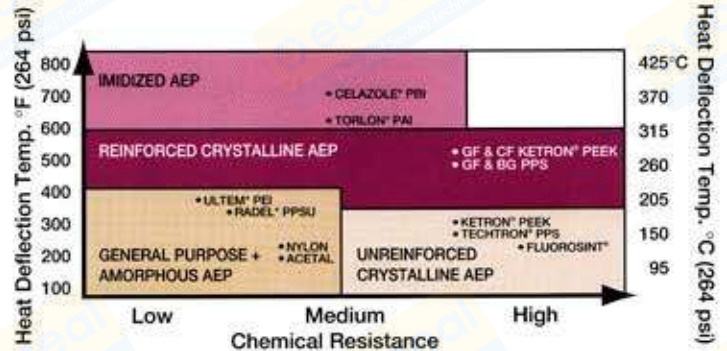 Heat Deflection Temp. °F (264 psi)
800
700
600
500
400
300
200
100
IMIDIZED AEP
• CELAZOLE* PBI
• TORLON* PAI
REINFORCED CRYSTALLINE AEP
• GF & CF KETRON* PEEK
• GF & BG PPS
• ULTEM* PEI
• RADEL* PPSU
• NYLON
• ACETAL
GENERAL PURPOSE +
AMORPHOUS AEP
• KETRON* PEEK
• TECHTRON* PPS
• FLUOROSINT*
UNREINFORCED
CRYSTALLINE AEP
425°C
370
315
260
205
150
95
Heat Deflection Temp. °C (264 psi)
Low
Medium
High
Chemical Resistance